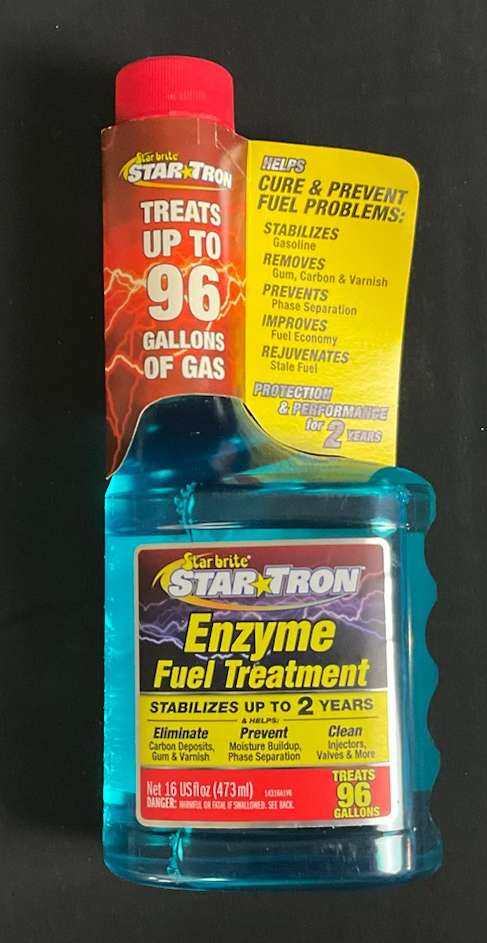 Star brite
STAR TRON
TREATS
UP TO
96
GALLONS
OF GAS
HELPS
CURE & PREVENT
FUEL PROBLEMS:
STABILIZES
Gasoline
REMOVES
Gum, Carbon & Varnish
PREVENTS
Phase Separation
IMPROVES
Fuel Economy
REJUVENATES
Stale Fuel
PROTECTION
& PERFORMANCE
for 2 YEARS
Star brite®
STAR TRON
Enzyme
Fuel Treatment
STABILIZES UP TO 2 YEARS
& HELPS:
Eliminate
Carbon Deposits,
Gum & Varnish
Prevent
Moisture Buildup,
Phase Separation
Clean
Injectors,
Valves & More
Net 16 US fl oz (473 ml)
DANGER: HARMFUL OR FATAL IF SWALLOWED. SEE BACK.
TREATS
96
GALLONS